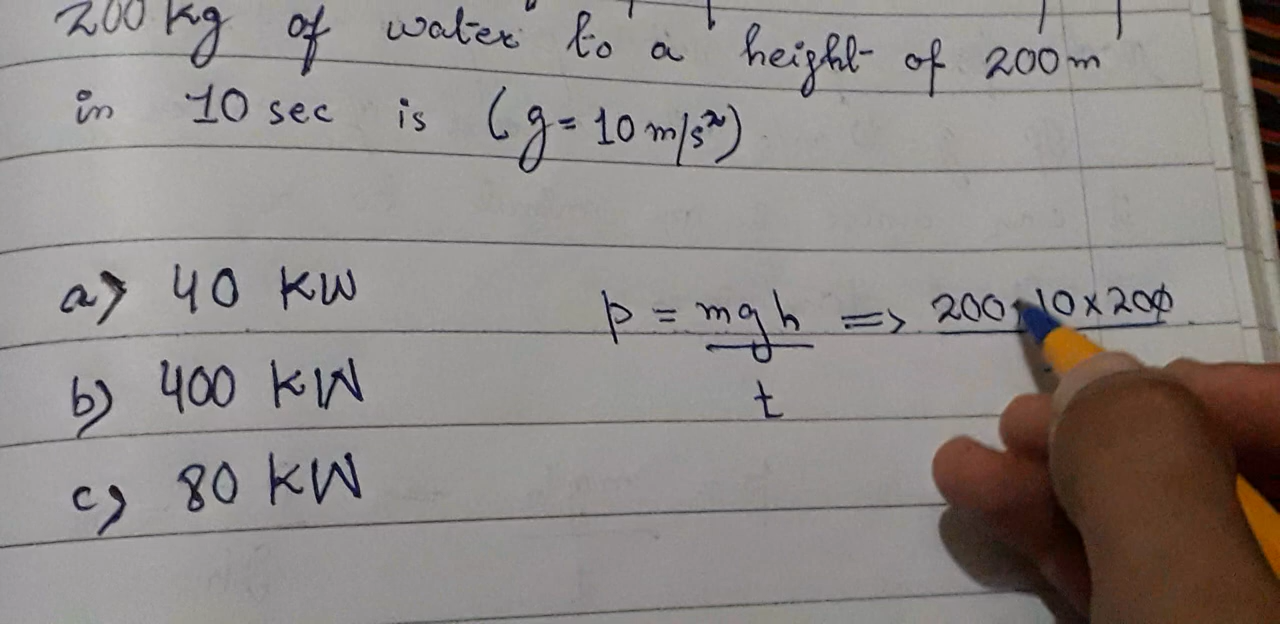 200 kg of water to a height of 200m
in 10 sec is (g = 10 m/s²)
a) 40 KW
p = mgh => 200 10 x 200
t
b) 400 KW
c) 80 KW